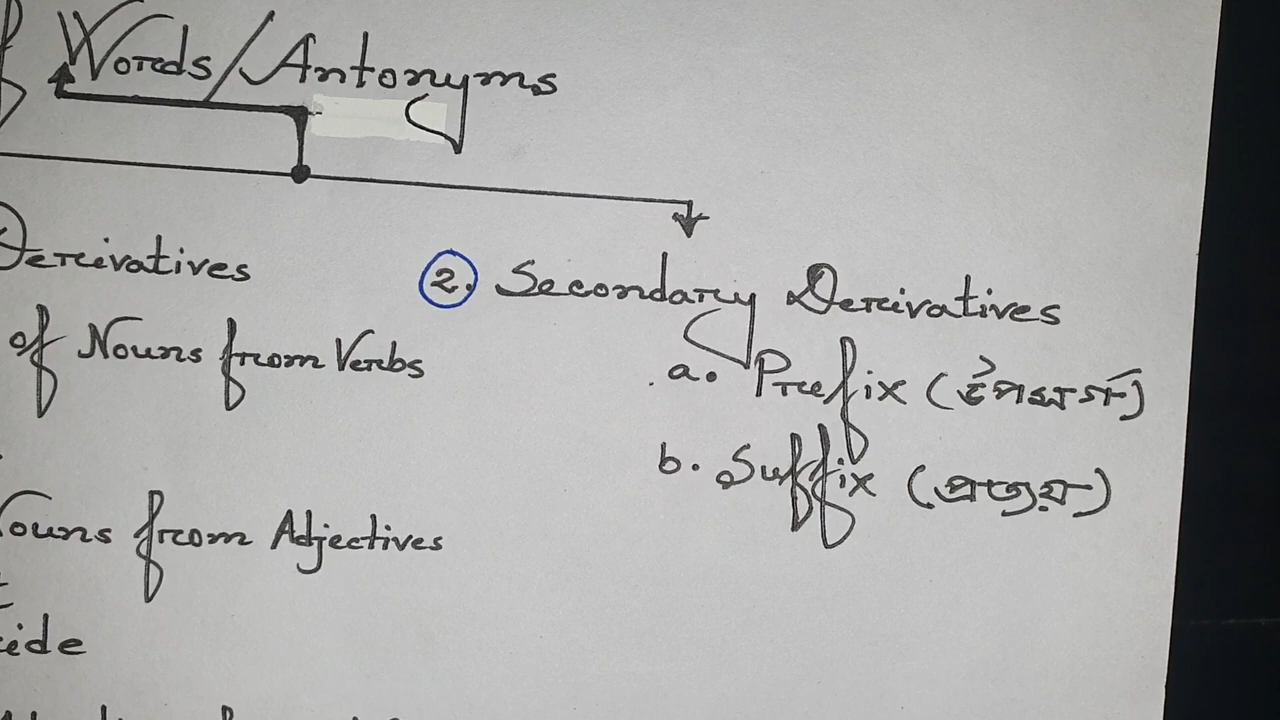 Words/Antonyms
Derivatives
2. Secondary Derivatives
of Nouns from Verbs
a. Prefix (উপসর্গ)
b. Suffix (প্রত্যয়)
Nouns from Adjectives